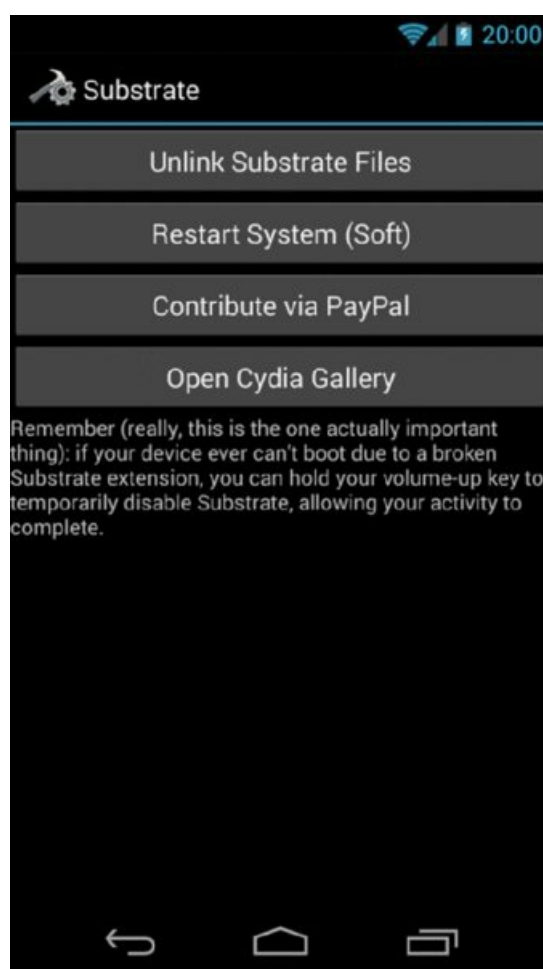 20:00
Substrate
Unlink Substrate Files
Restart System (Soft)
Contribute via PayPal
Open Cydia Gallery
Remember (really, this is the one actually important
thing): if your device ever can't boot due to a broken
Substrate extension, you can hold your volume-up key to
temporarily disable Substrate, allowing your activity to
complete.